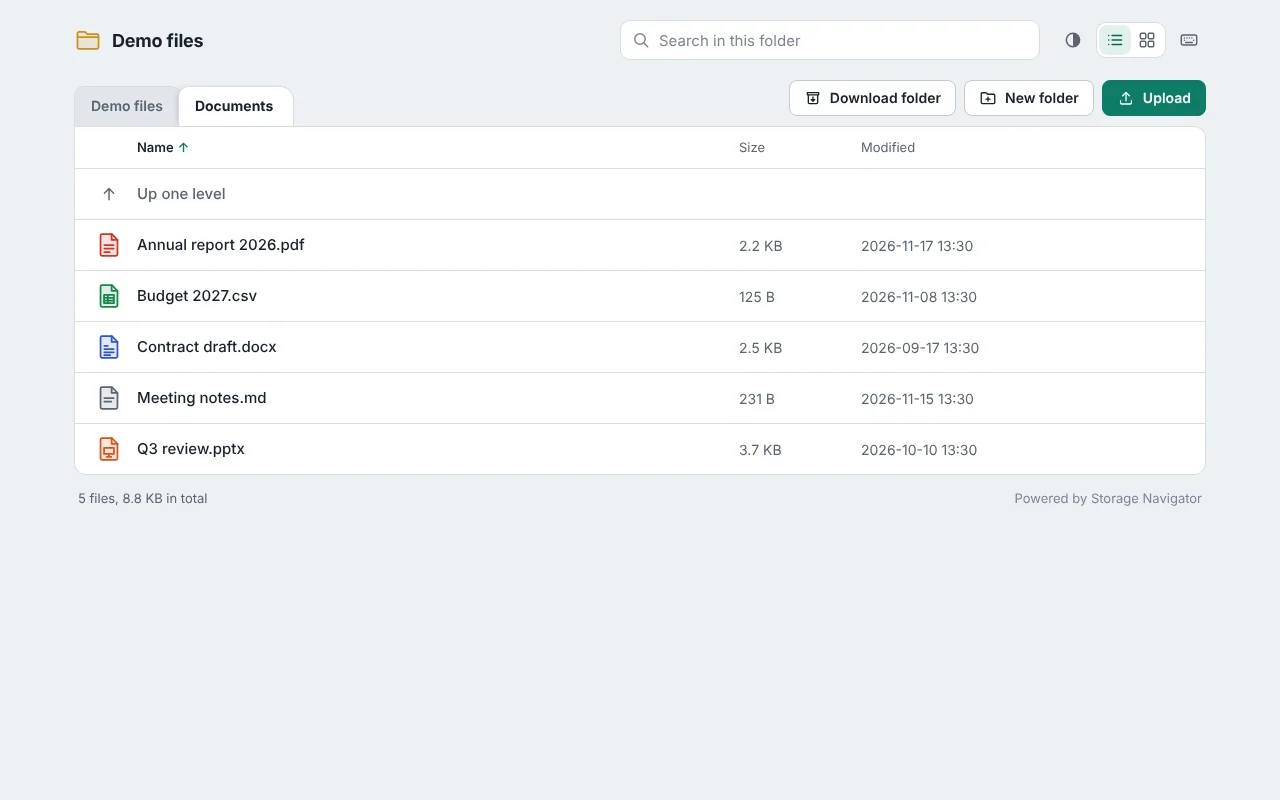 Demo files
Search in this folder
Demo files
Documents
Download folder
New folder
Upload
Name Size Modified
Up one level
Annual report 2026.pdf 2.2 KB 2026-11-17 13:30
Budget 2027.csv 125 B 2026-11-08 13:30
Contract draft.docx 2.5 KB 2026-09-17 13:30
Meeting notes.md 231 B 2026-11-15 13:30
Q3 review.pptx 3.7 KB 2026-10-10 13:30
5 files, 8.8 KB in total
Powered by Storage Navigator